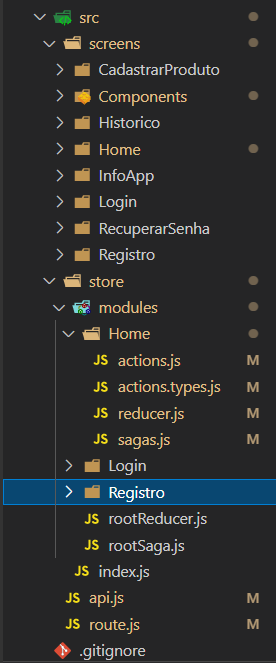 src
screens
CadastrarProduto
Components
Historico
Home
InfoApp
Login
RecuperarSenha
Registro
store
modules
Home
JS actions.js M
JS actions.types.js M
JS reducer.js M
JS sagas.js M
Login
Registro
JS rootReducer.js
JS rootSaga.js
JS index.js
JS api.js M
JS route.js M
.gitignore